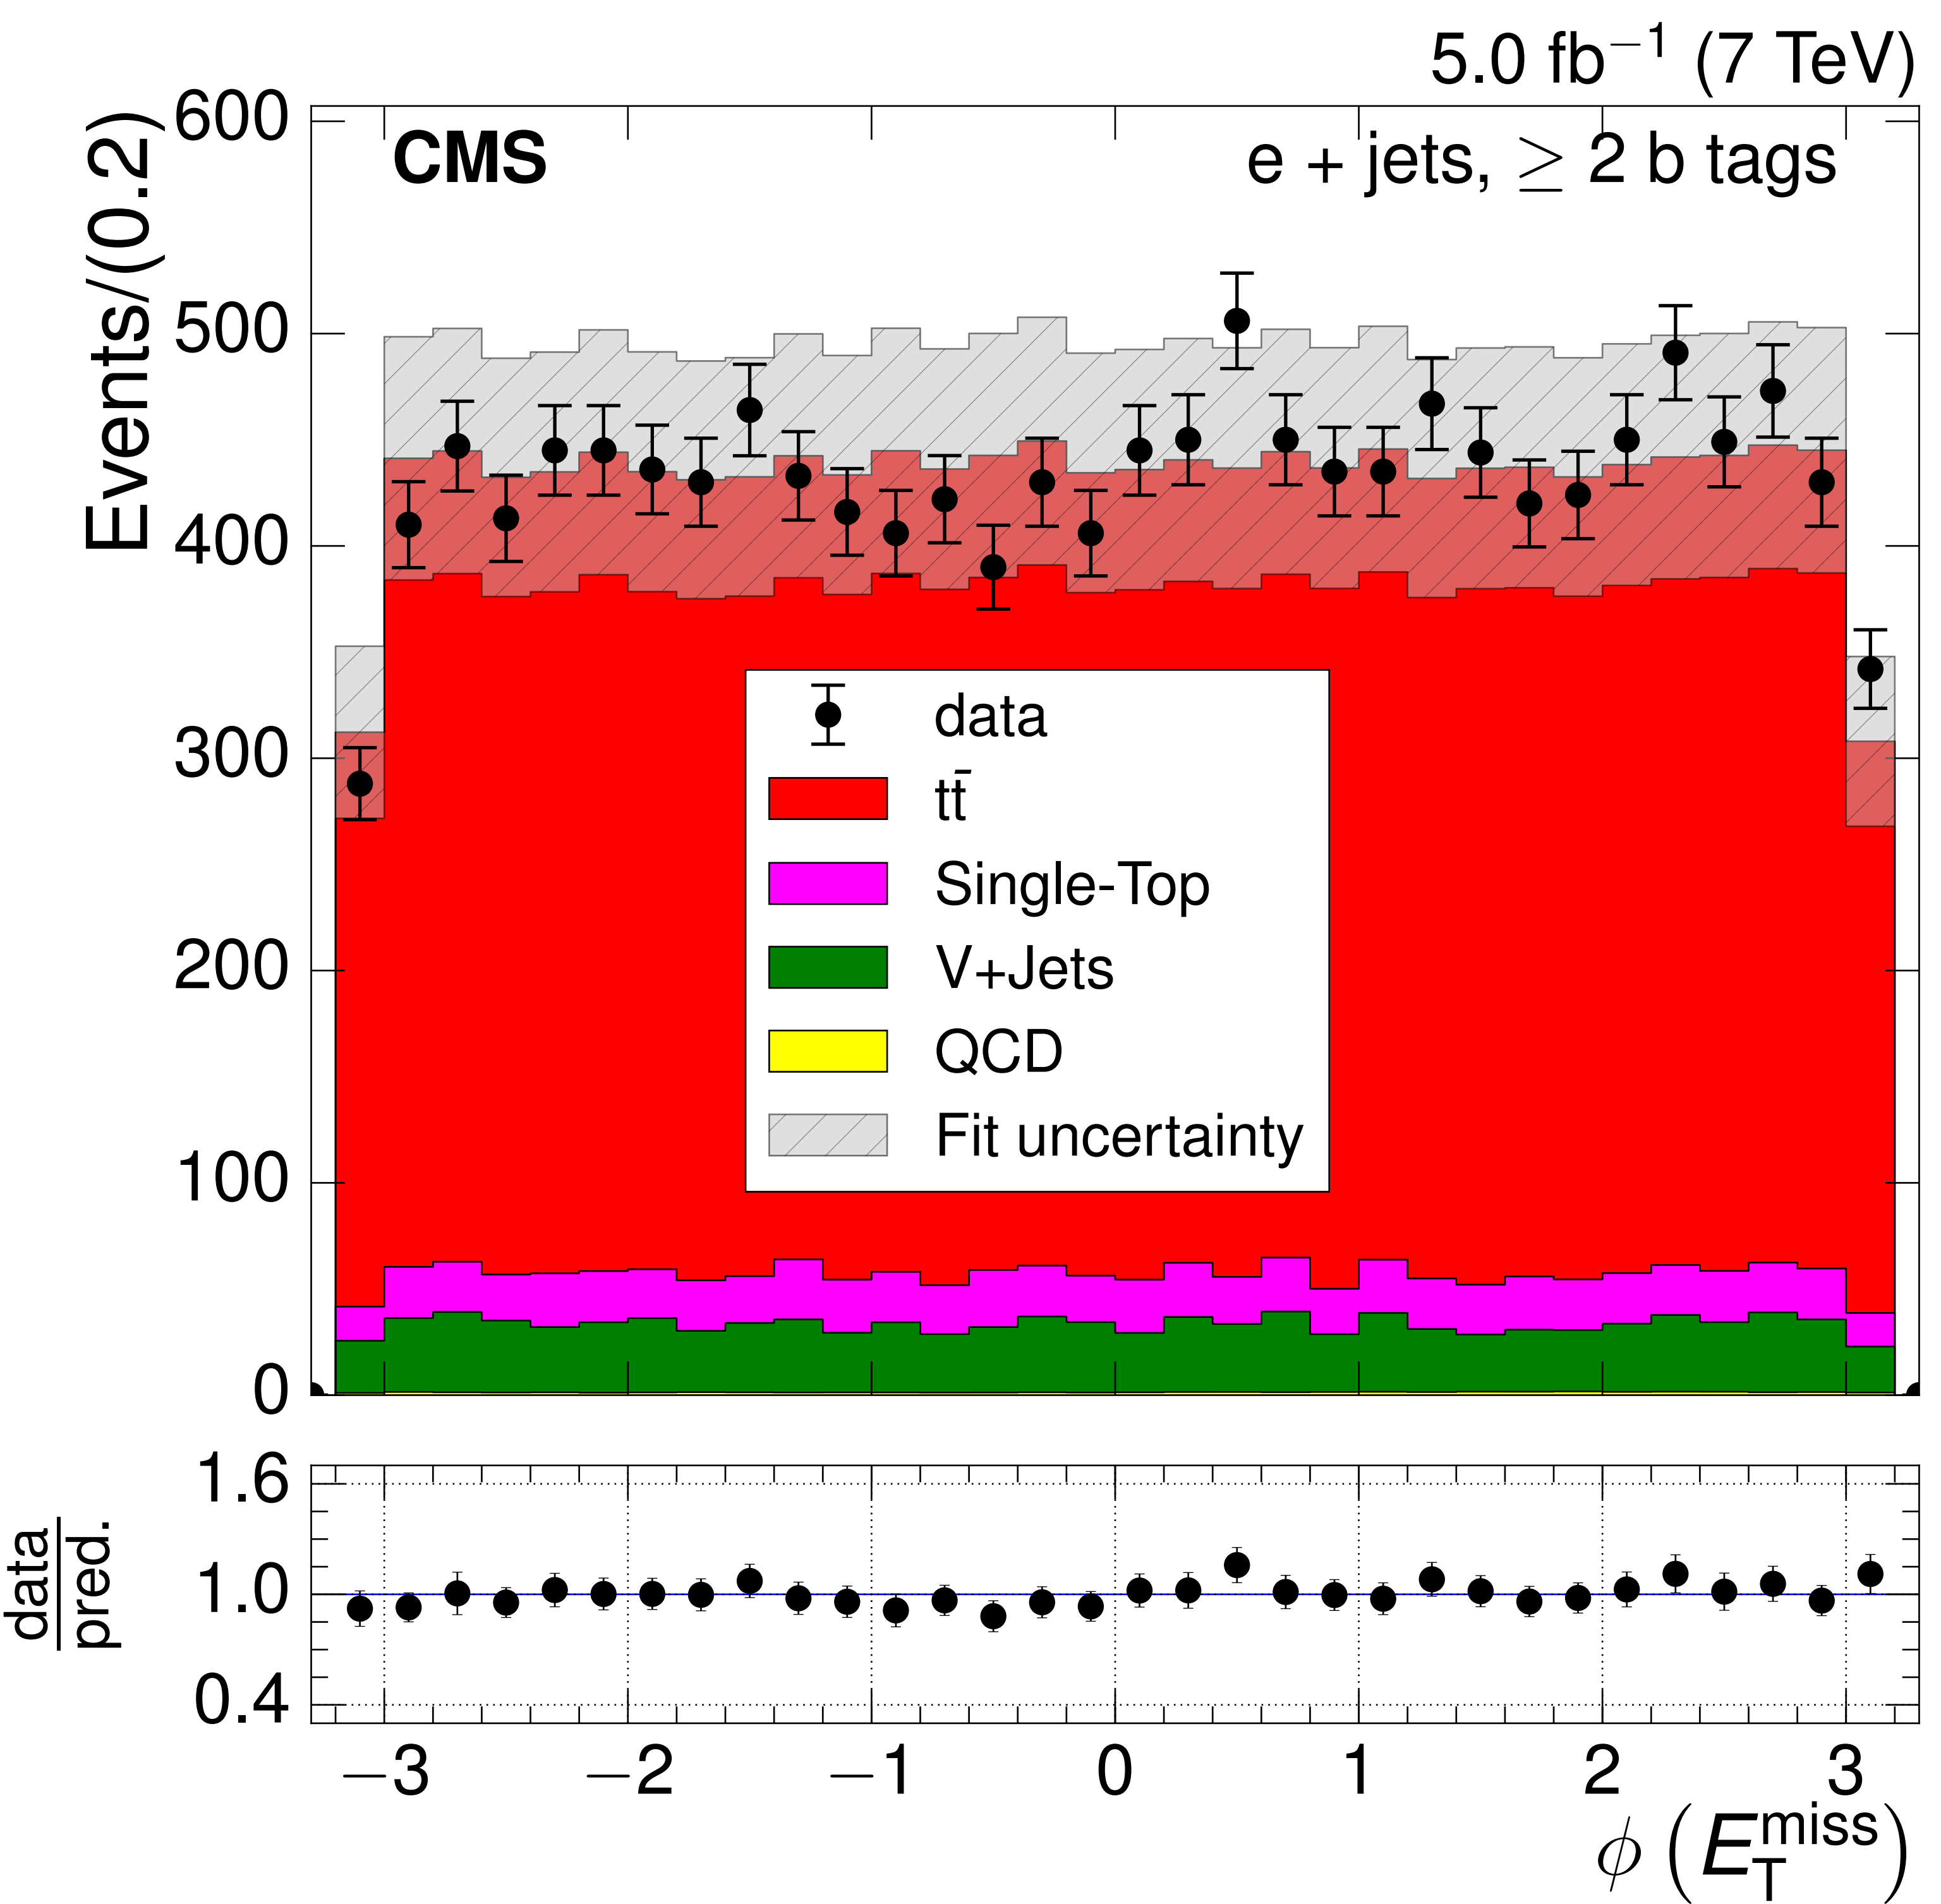 5.0 fb⁻¹ (7 TeV)
CMS
e + jets, ≥ 2 b tags
Events/(0.2)
600
500
400
300
200
100
0
data
tt̄
Single-Top
V+Jets
QCD
Fit uncertainty
data
pred.
1.6
1.0
0.4
−3 −2 −1 0 1 2 3
ϕ (E_T^miss)